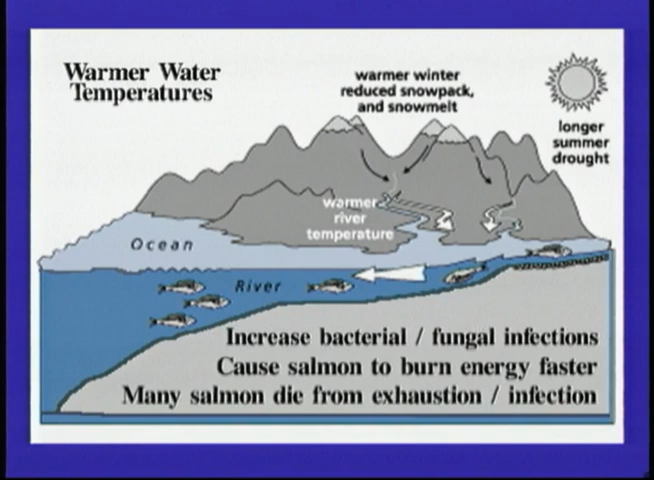 Warmer Water
Temperatures
warmer winter
reduced snowpack,
and snowmelt
longer
summer
drought
warmer
river
temperature
Ocean
River
Increase bacterial / fungal infections
Cause salmon to burn energy faster
Many salmon die from exhaustion / infection